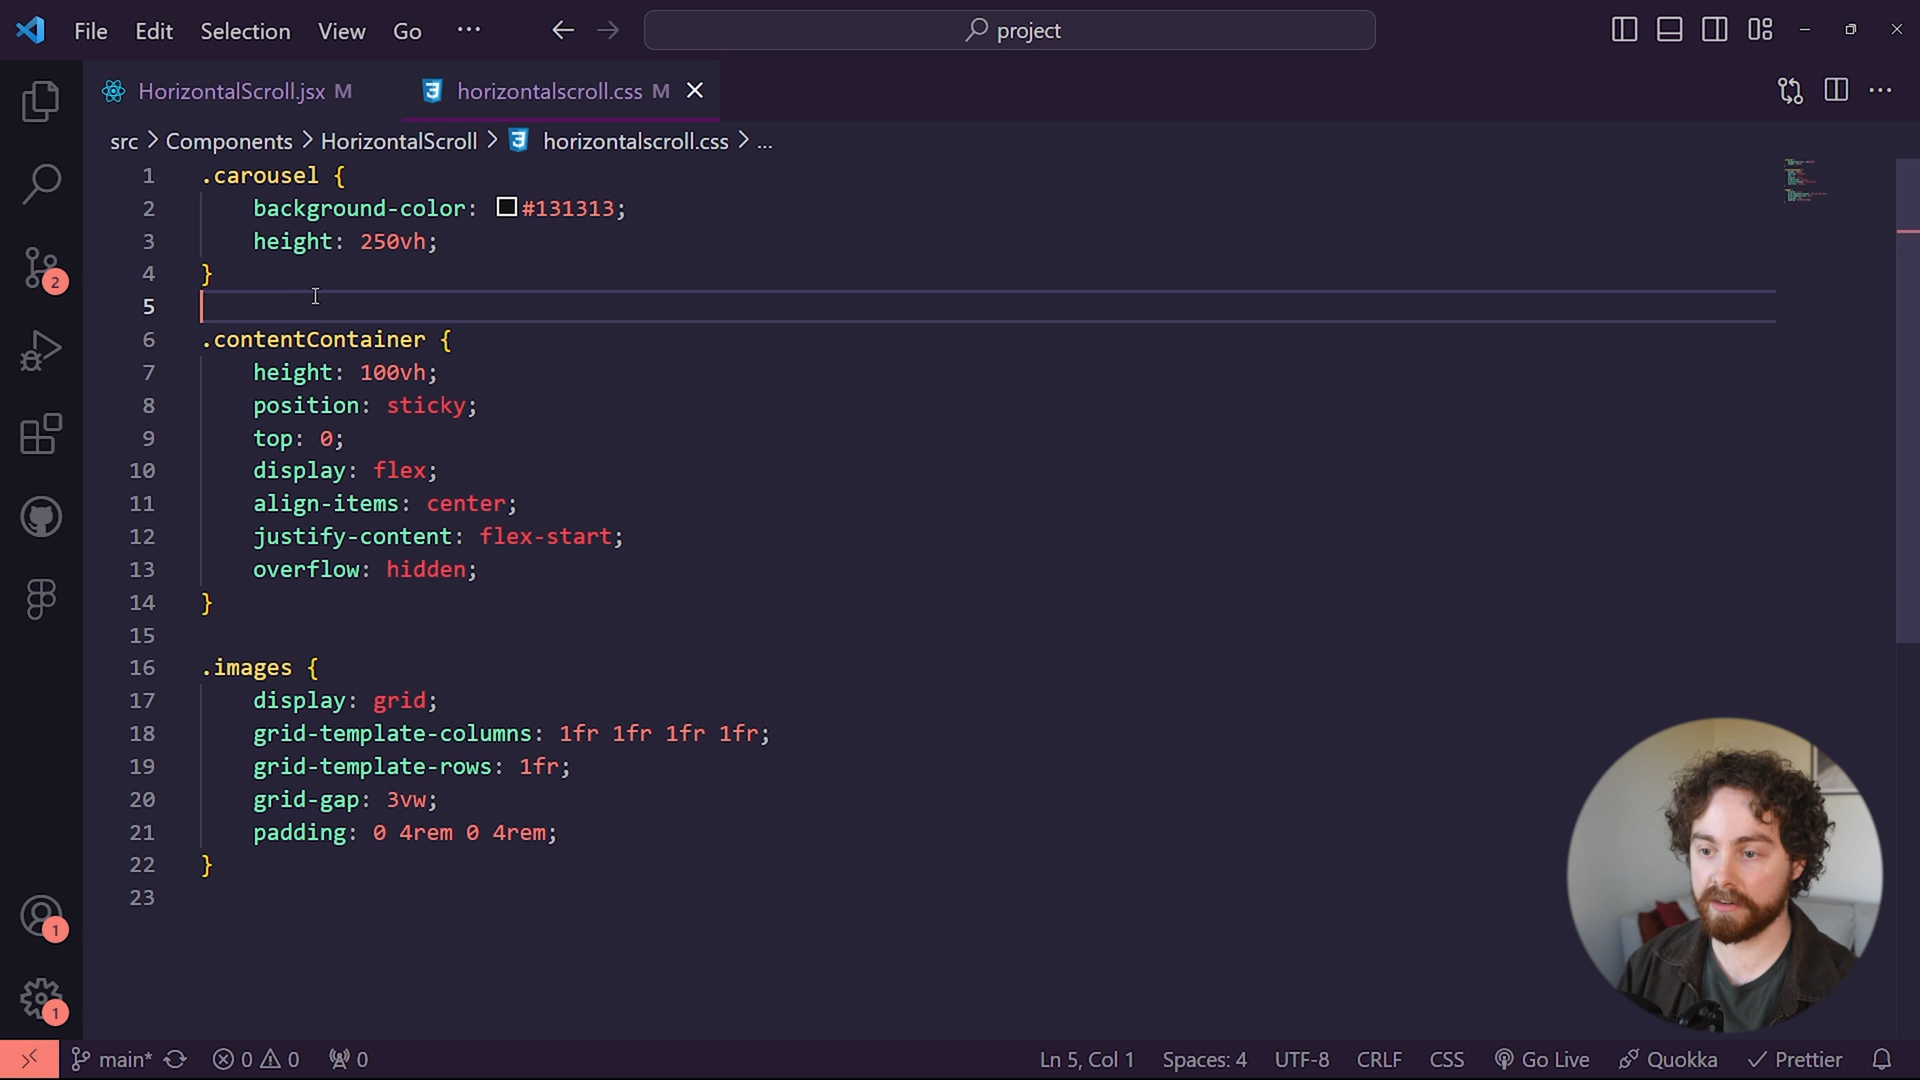 File Edit Selection View Go ··· project
HorizontalScroll.jsx M horizontalscroll.css M
src > Components > HorizontalScroll > horizontalscroll.css > ...
1 .carousel {
2 background-color: #131313;
3 height: 250vh;
4 }
5
6 .contentContainer {
7 height: 100vh;
8 position: sticky;
9 top: 0;
10 display: flex;
11 align-items: center;
12 justify-content: flex-start;
13 overflow: hidden;
14 }
15
16 .images {
17 display: grid;
18 grid-template-columns: 1fr 1fr 1fr 1fr;
19 grid-template-rows: 1fr;
20 grid-gap: 3vw;
21 padding: 0 4rem 0 4rem;
22 }
23
2
1
1
main* 0 0 0 Ln 5, Col 1 Spaces: 4 UTF-8 CRLF CSS Go Live Quokka Prettier